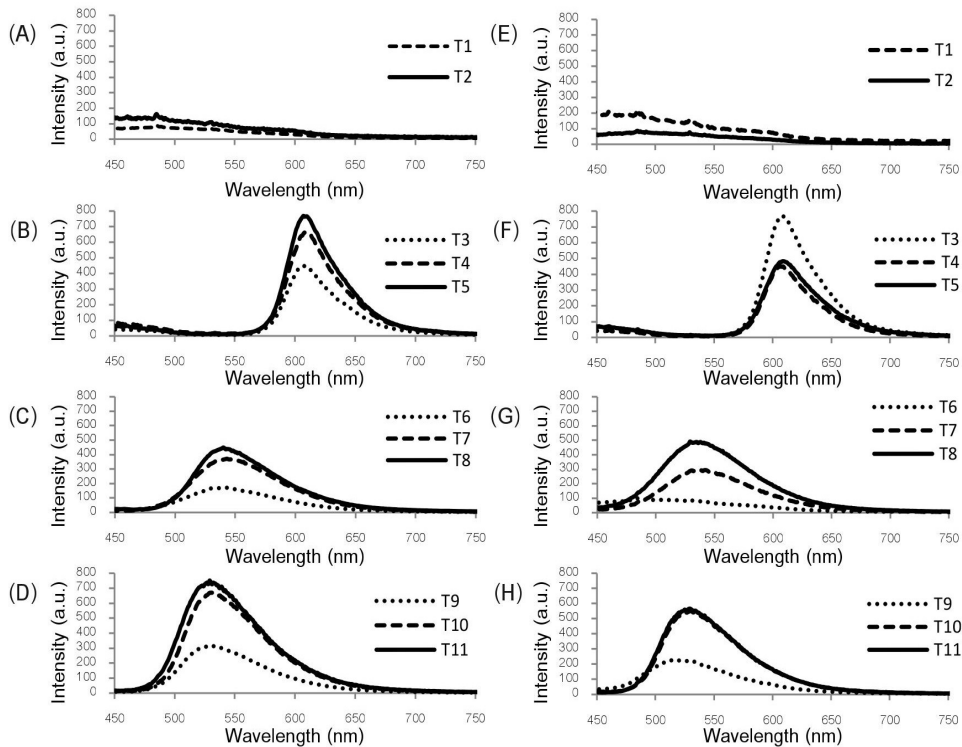 (A)
Intensity (a.u.)
800
700
600
500
400
300
200
100
0
T1
T2
450 500 550 600 650 700 750
Wavelength (nm)
(E)
Intensity (a.u.)
800
700
600
500
400
300
200
100
0
T1
T2
450 500 550 600 650 700 750
Wavelength (nm)
(B)
Intensity (a.u.)
800
700
600
500
400
300
200
100
0
T3
T4
T5
450 500 550 600 650 700 750
Wavelength (nm)
(F)
Intensity (a.u.)
800
700
600
500
400
300
200
100
0
T3
T4
T5
450 500 550 600 650 700 750
Wavelength (nm)
(C)
Intensity (a.u.)
800
700
600
500
400
300
200
100
0
T6
T7
T8
450 500 550 600 650 700 750
Wavelength (nm)
(G)
Intensity (a.u.)
800
700
600
500
400
300
200
100
0
T6
T7
T8
450 500 550 600 650 700 750
Wavelength (nm)
(D)
Intensity (a.u.)
800
700
600
500
400
300
200
100
0
T9
T10
T11
450 500 550 600 650 700 750
Wavelength (nm)
(H)
Intensity (a.u.)
800
700
600
500
400
300
200
100
0
T9
T10
T11
450 500 550 600 650 700 750
Wavelength (nm)